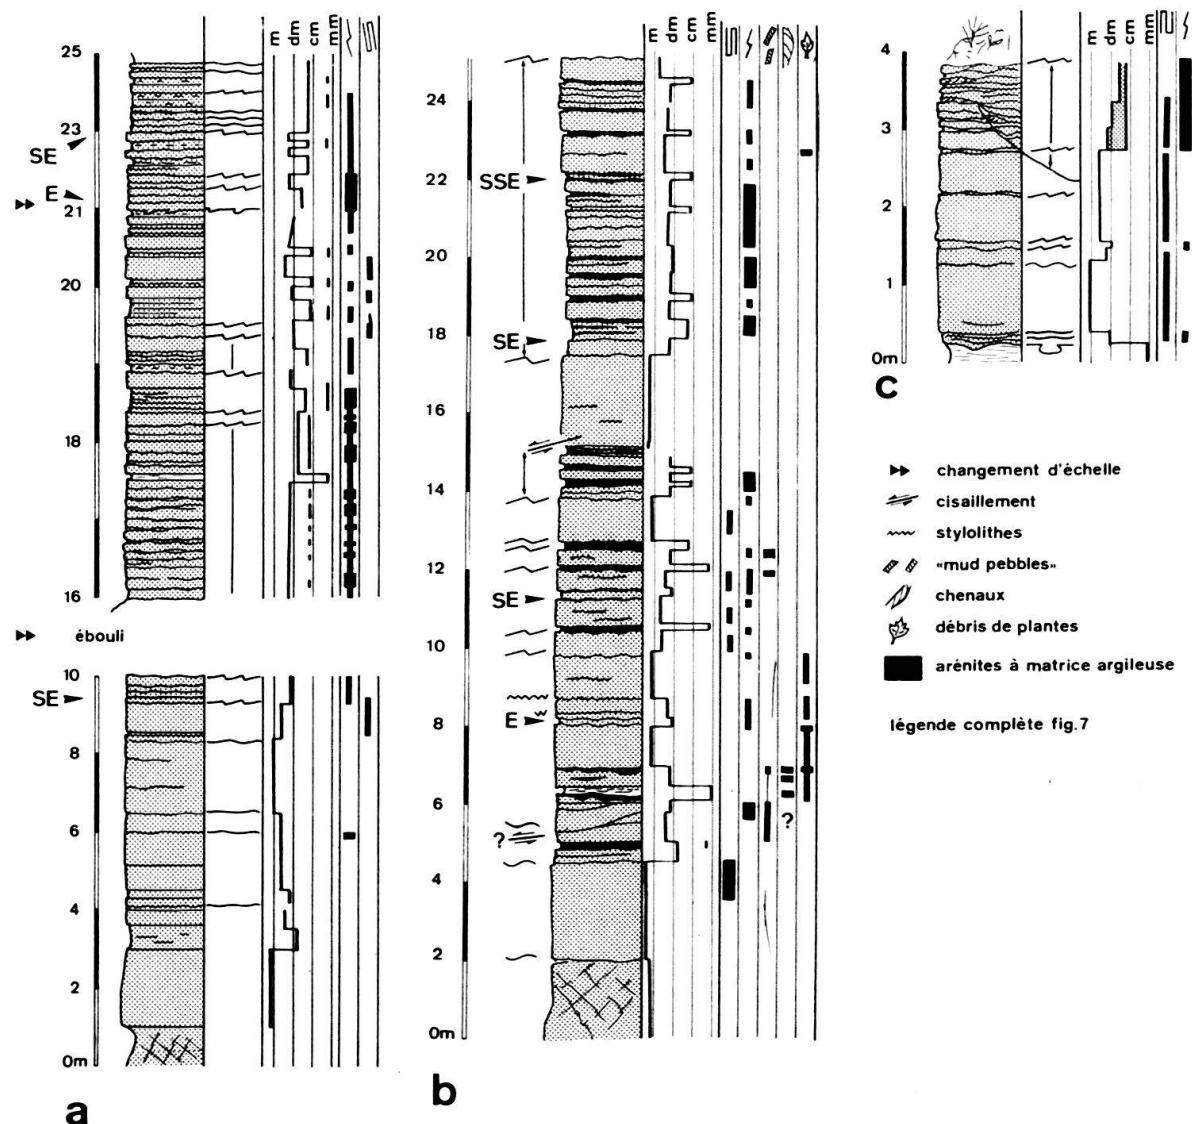 25
23
SE
E
21
20
18
16
ébouli
10
SE
8
6
4
2
0m
a
m
dm
cm
mm
24
SSE
22
20
SE
18
16
14
12
SE
10
E
8
6
?
4
2
0m
b
m
dm
cm
mm
?
4
3
2
1
0m
c
m
dm
cm
mm
changement d'échelle
cisaillement
stylolithes
«mud pebbles»
chenaux
débris de plantes
arénites à matrice argileuse
légende complète fig.7